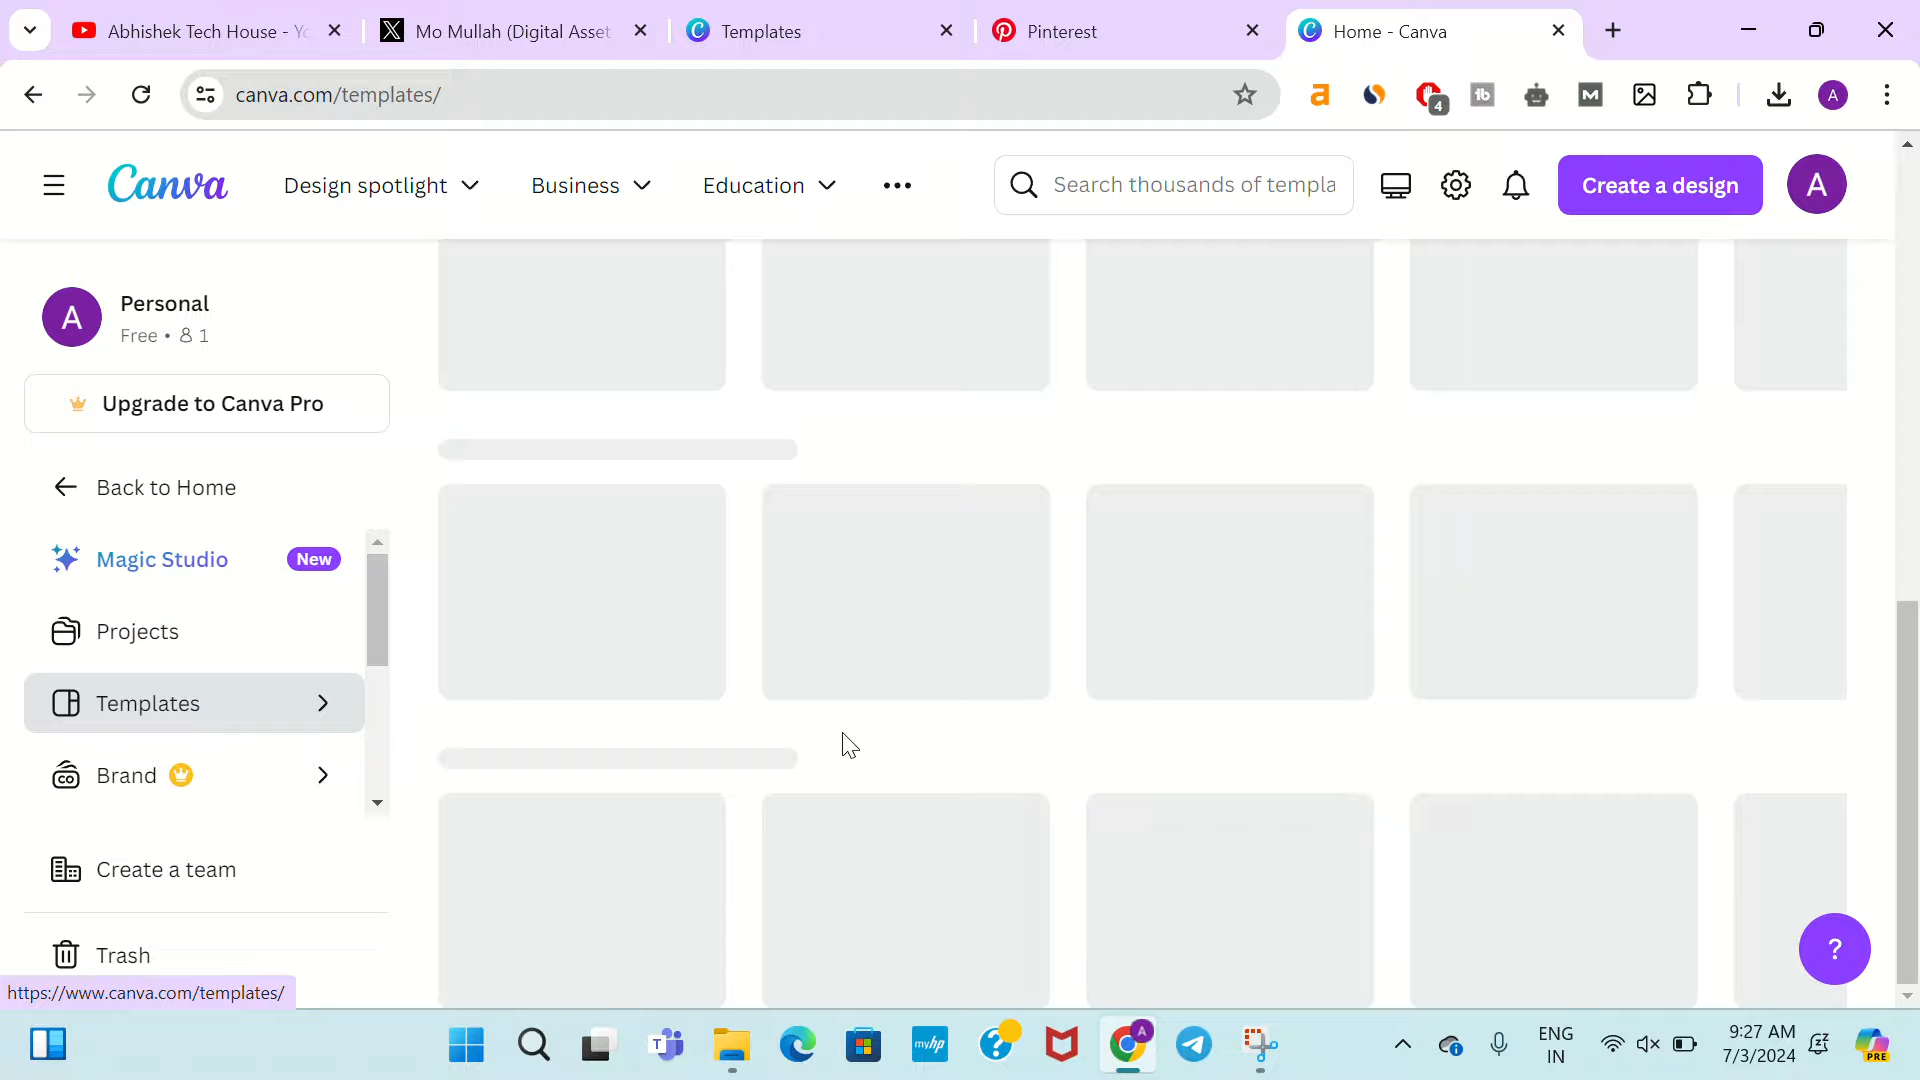 Abhishek Tech House - Yo
Mo Mullah (Digital Asset
Templates
Pinterest
Home - Canva
canva.com/templates/
4
A
Canva
Design spotlight
Business
Education
Search thousands of templa
Create a design
A
A
Personal
Free • 1
Upgrade to Canva Pro
Back to Home
Magic Studio
New
Projects
Templates
Brand
Create a team
Trash
?
https://www.canva.com/templates/
ENG
IN
9:27 AM
7/3/2024
PRE